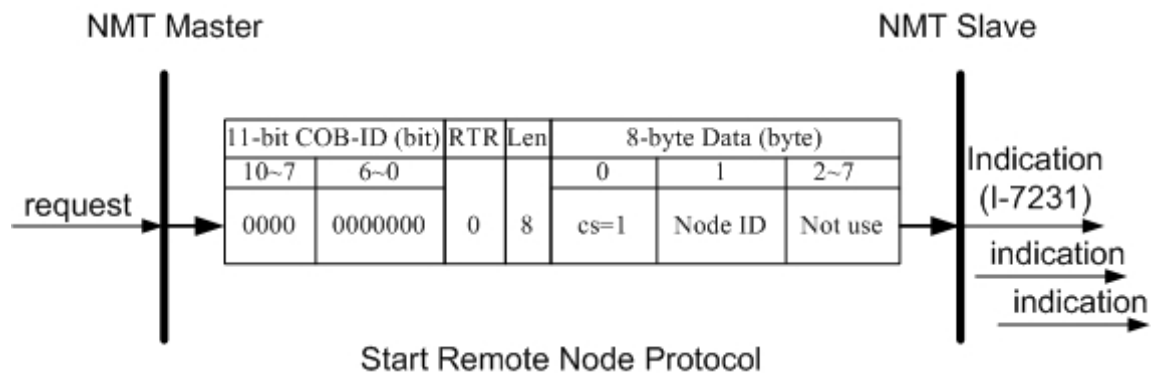 NMT Master
NMT Slave
11-bit COB-ID (bit) RTR Len 8-byte Data (byte)
10~7 6~0 0 1 2~7
0000 0000000 0 8 cs=1 Node ID Not use
request
Indication
(I-7231)
indication
indication
Start Remote Node Protocol